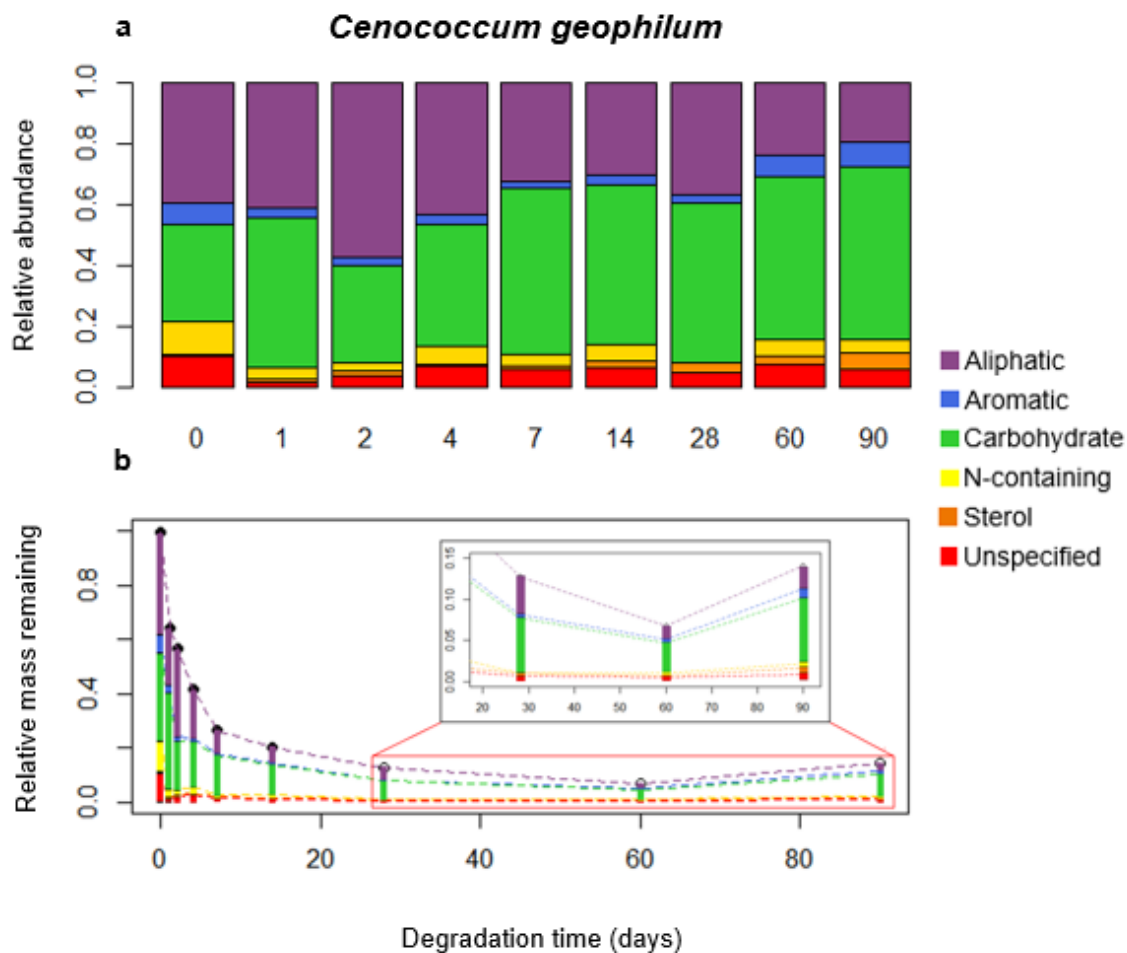 a
Cenococcum geophilum
Relative abundance
1.0
0.8
0.6
0.4
0.2
0.0
0 1 2 4 7 14 28 60 90
Aliphatic
Aromatic
Carbohydrate
N-containing
Sterol
Unspecified
b
Relative mass remaining
0.8
0.4
0.0
0.15
0.10
0.05
0.00
20 30 40 50 60 70 80 90
0 20 40 60 80
Degradation time (days)